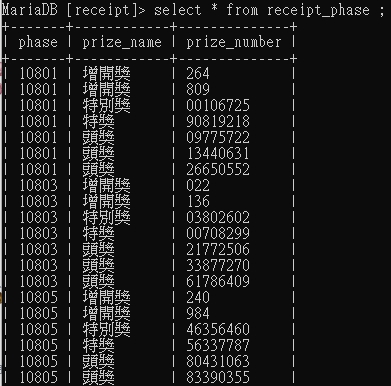 MariaDB [receipt]> select * from receipt_phase ;
+-------+------------+--------------+
| phase | prize_name | prize_number |
+-------+------------+--------------+
| 10801 | 增開獎 | 264 |
| 10801 | 增開獎 | 809 |
| 10801 | 特別獎 | 00106725 |
| 10801 | 特獎 | 90819218 |
| 10801 | 頭獎 | 09775722 |
| 10801 | 頭獎 | 13440631 |
| 10801 | 頭獎 | 26650552 |
| 10803 | 增開獎 | 022 |
| 10803 | 增開獎 | 136 |
| 10803 | 特別獎 | 03802602 |
| 10803 | 特獎 | 00708299 |
| 10803 | 頭獎 | 21772506 |
| 10803 | 頭獎 | 33877270 |
| 10803 | 頭獎 | 61786409 |
| 10805 | 增開獎 | 240 |
| 10805 | 增開獎 | 984 |
| 10805 | 特別獎 | 46356460 |
| 10805 | 特獎 | 56337787 |
| 10805 | 頭獎 | 80431063 |
| 10805 | 頭獎 | 83390355 |